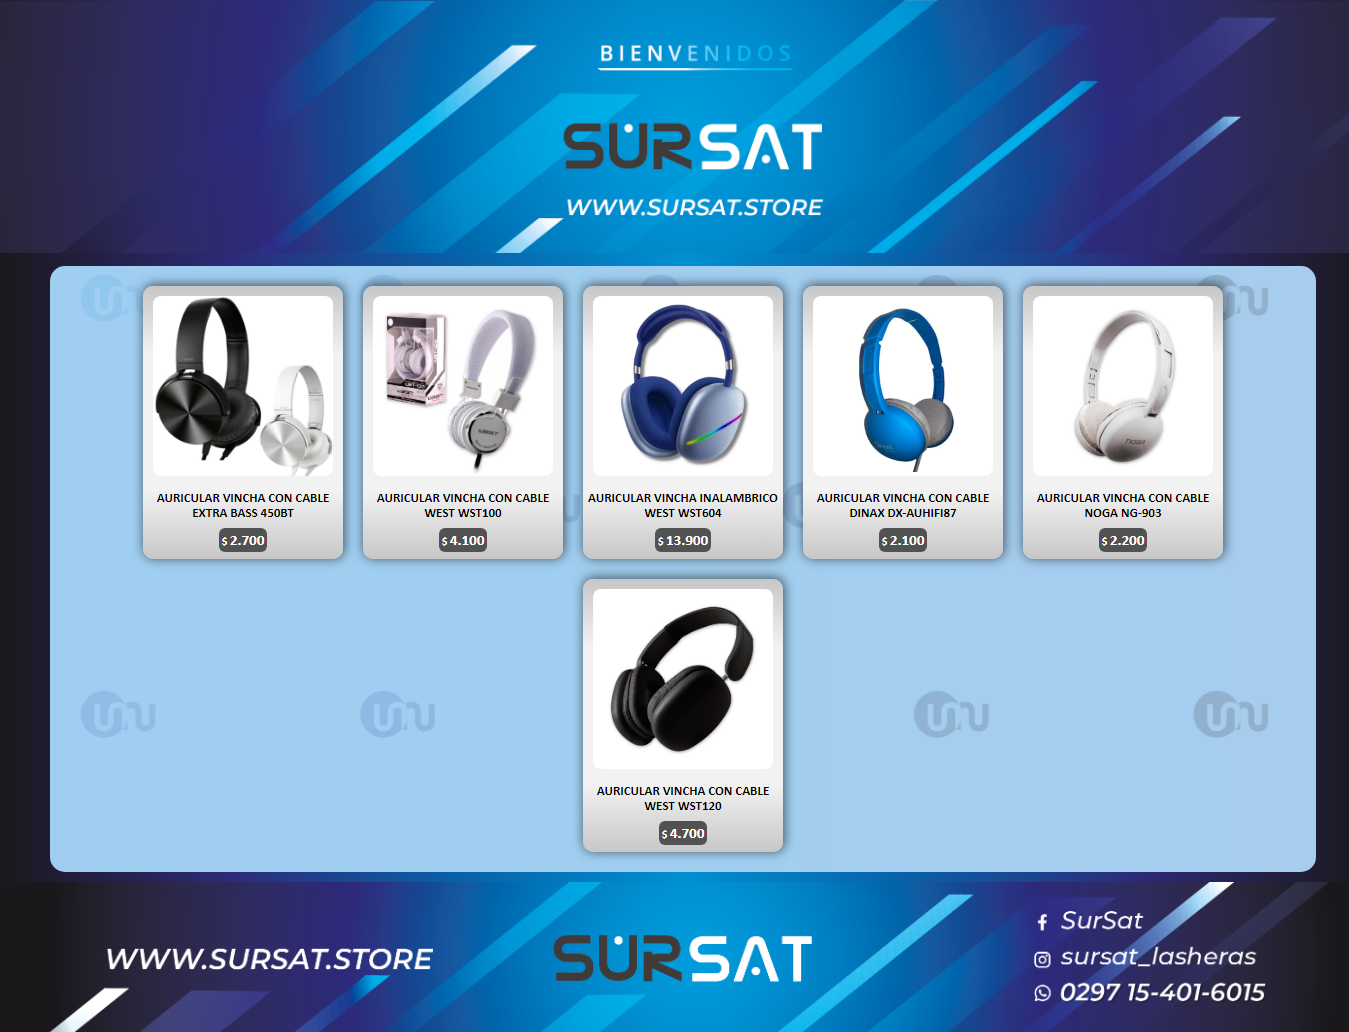 BIENVENIDOS
SURSAT
WWW.SURSAT.STORE
WEST
AURICULAR VINCHA CON CABLE
EXTRA BASS 450BT
$ 2.700
AURICULAR VINCHA CON CABLE
WEST WST100
$ 4.100
AURICULAR VINCHA INALAMBRICO
WEST WST604
$ 13.900
AURICULAR VINCHA CON CABLE
DINAX DX-AUHIFI87
$ 2.100
NOGA
AURICULAR VINCHA CON CABLE
NOGA NG-903
$ 2.200
AURICULAR VINCHA CON CABLE
WEST WST120
$ 4.700
WWW.SURSAT.STORE
SURSAT
SurSat
sursat_lasheras
0297 15-401-6015